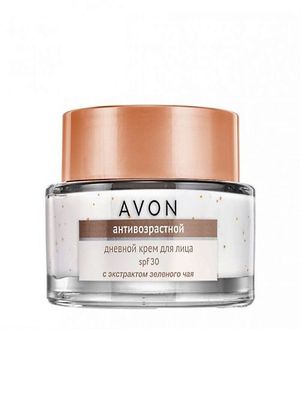 AVON
антивозрастной
дневной крем для лица
spf 30
с экстрактом зеленого чая